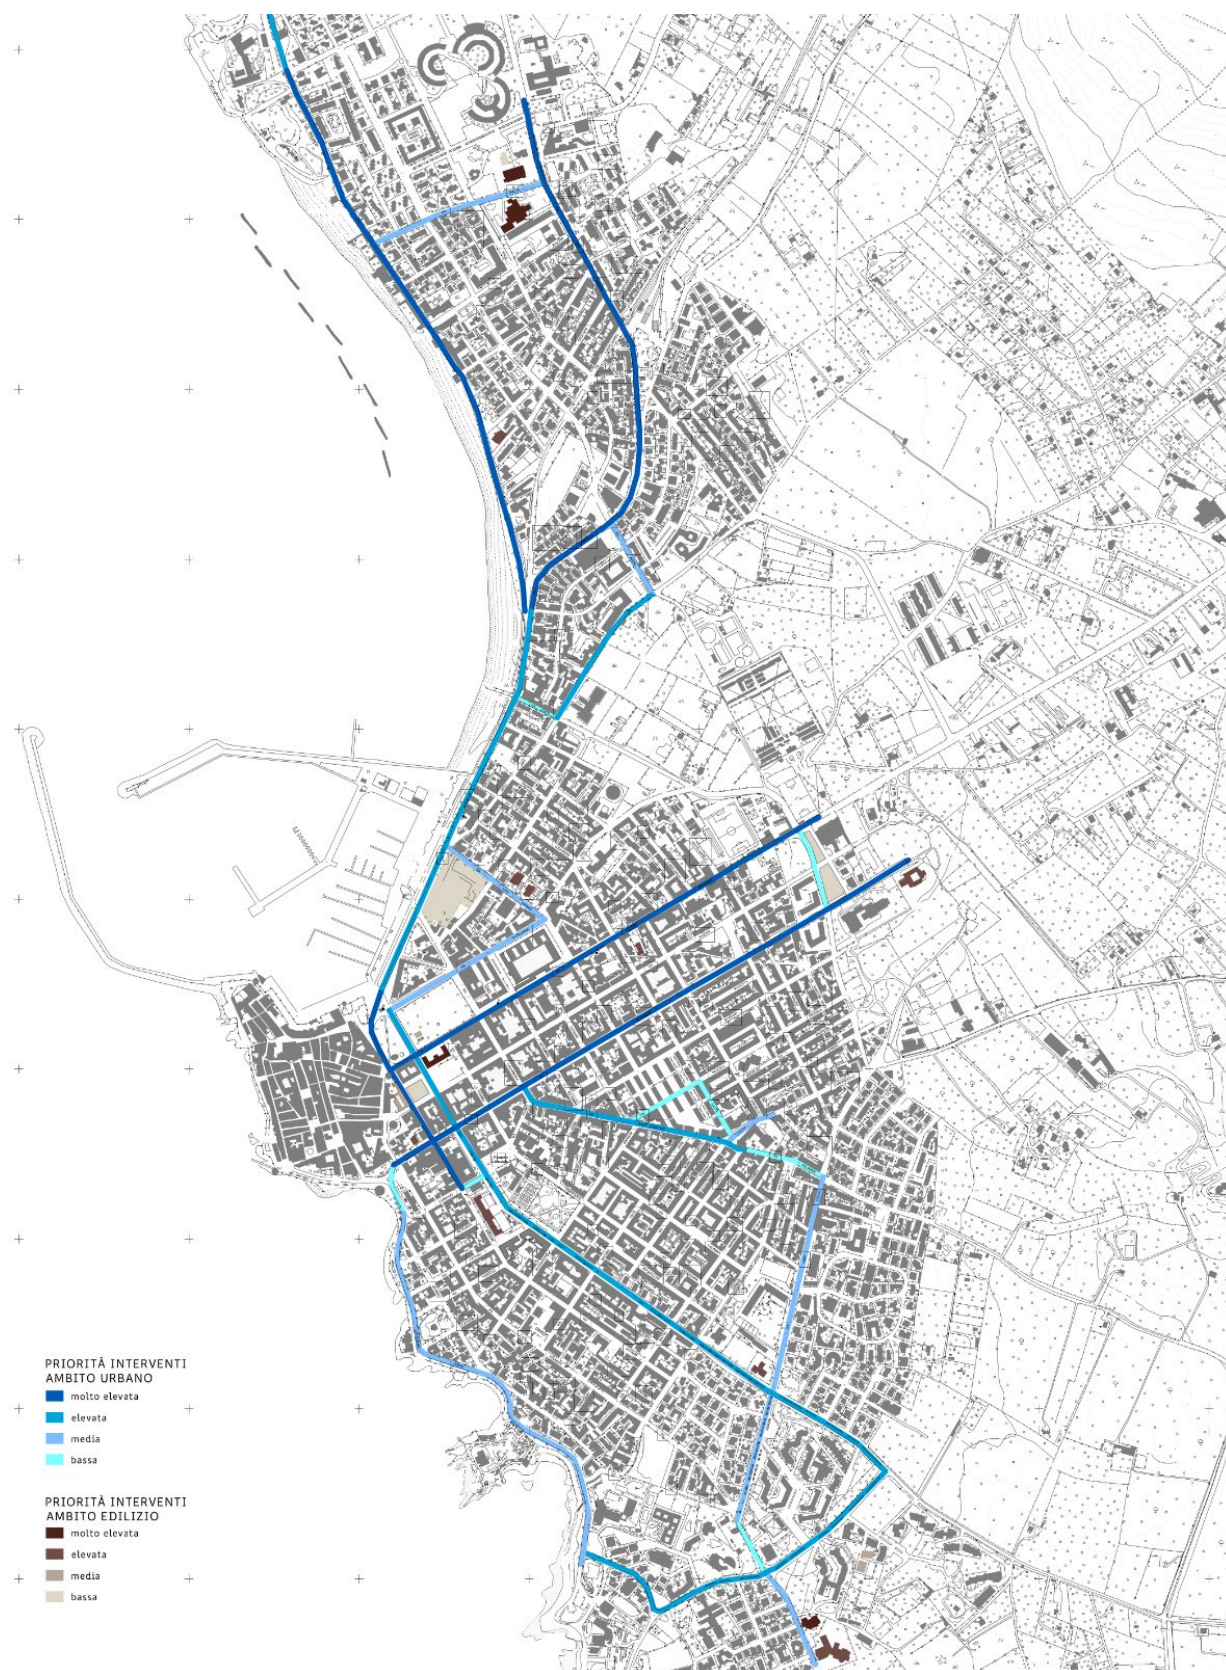 PRIORITÀ INTERVENTI
AMBITO URBANO
molto elevata
elevata
media
bassa
PRIORITÀ INTERVENTI
AMBITO EDILIZIO
molto elevata
elevata
media
bassa